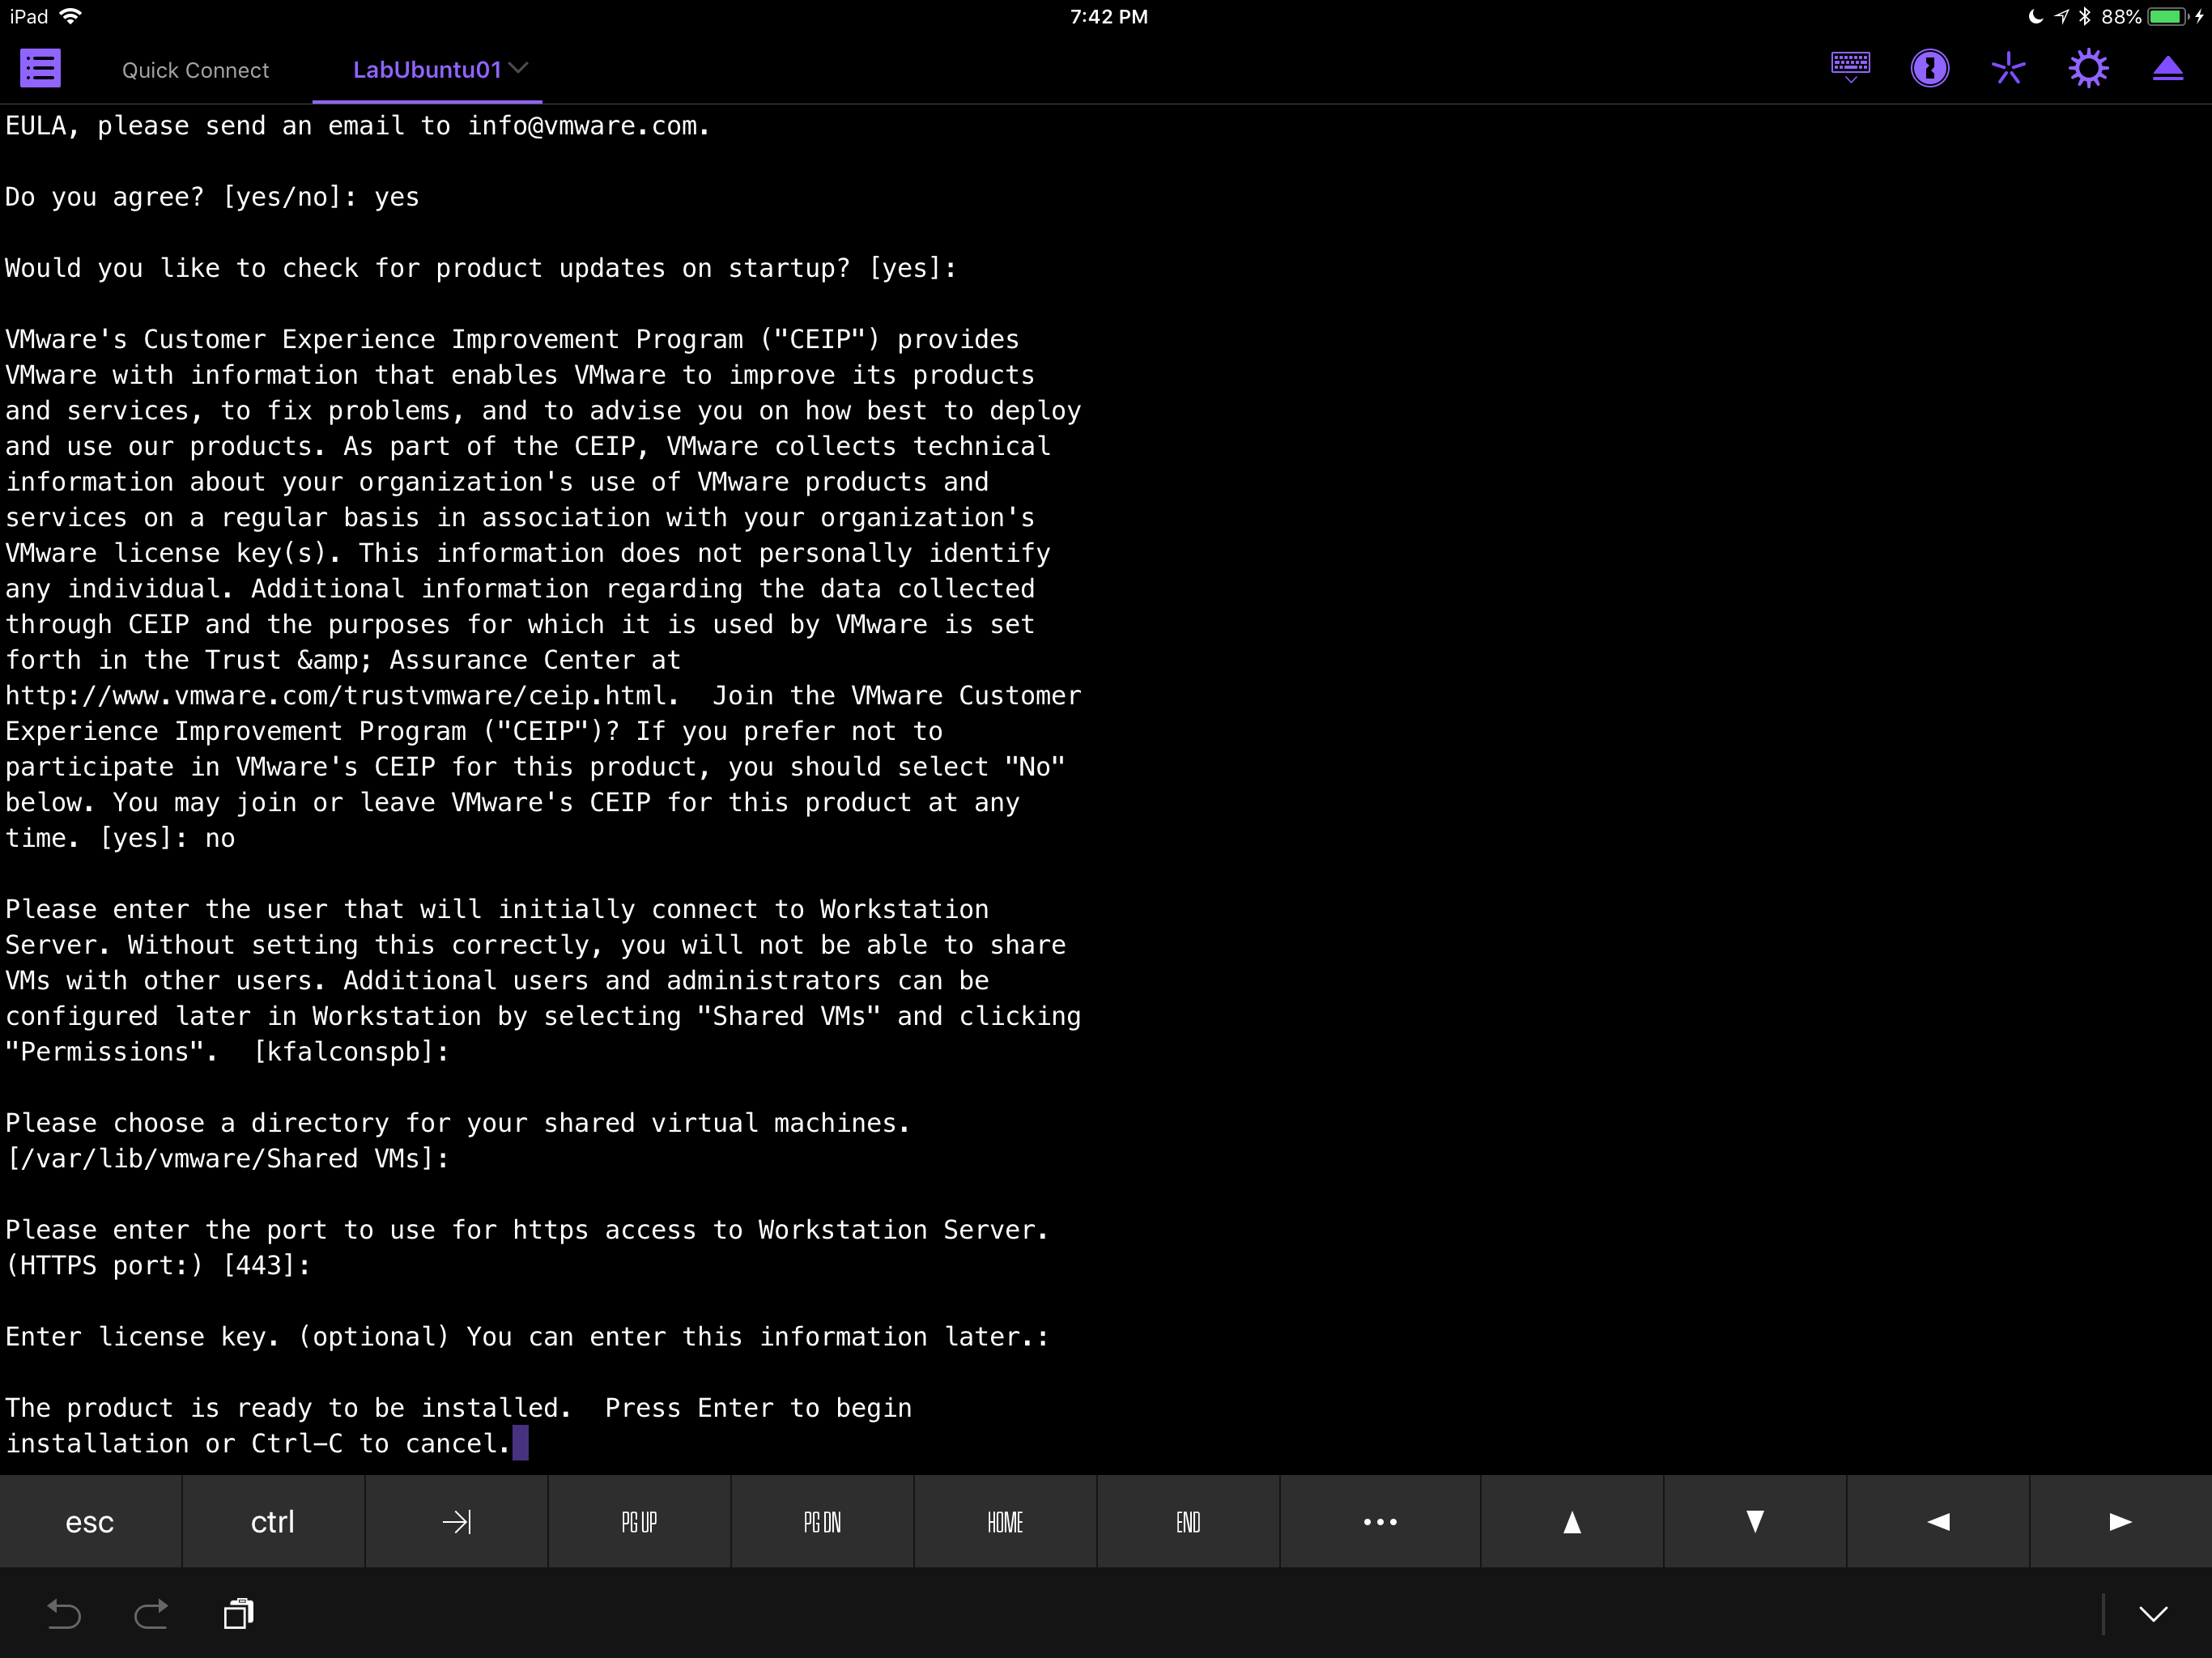 iPad 7:42 PM 88%
Quick Connect LabUbuntu01
EULA, please send an email to info@vmware.com.
Do you agree? [yes/no]: yes
Would you like to check for product updates on startup? [yes]:
VMware's Customer Experience Improvement Program ("CEIP") provides
VMware with information that enables VMware to improve its products
and services, to fix problems, and to advise you on how best to deploy
and use our products. As part of the CEIP, VMware collects technical
information about your organization's use of VMware products and
services on a regular basis in association with your organization's
VMware license key(s). This information does not personally identify
any individual. Additional information regarding the data collected
through CEIP and the purposes for which it is used by VMware is set
forth in the Trust &amp; Assurance Center at
http://www.vmware.com/trustvmware/ceip.html.  Join the VMware Customer
Experience Improvement Program ("CEIP")? If you prefer not to
participate in VMware's CEIP for this product, you should select "No"
below. You may join or leave VMware's CEIP for this product at any
time. [yes]: no
Please enter the user that will initially connect to Workstation
Server. Without setting this correctly, you will not be able to share
VMs with other users. Additional users and administrators can be
configured later in Workstation by selecting "Shared VMs" and clicking
"Permissions".  [kfalconspb]:
Please choose a directory for your shared virtual machines.
[/var/lib/vmware/Shared VMs]:
Please enter the port to use for https access to Workstation Server.
(HTTPS port:) [443]:
Enter license key. (optional) You can enter this information later.:
The product is ready to be installed.  Press Enter to begin
installation or Ctrl-C to cancel.
esc ctrl PG UP PG DN HOME END